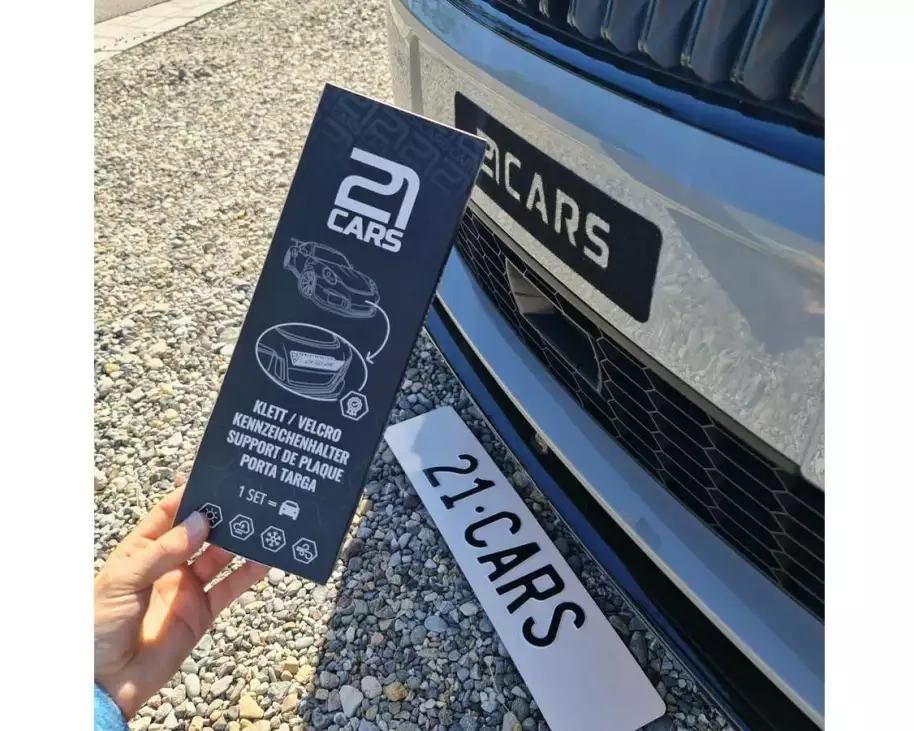 21
CARS
KLETT / VELCRO
KENNZEICHENHALTER
SUPPORT DE PLAQUE
PORTA TARGA
1 SET =
21CARS
21·CARS